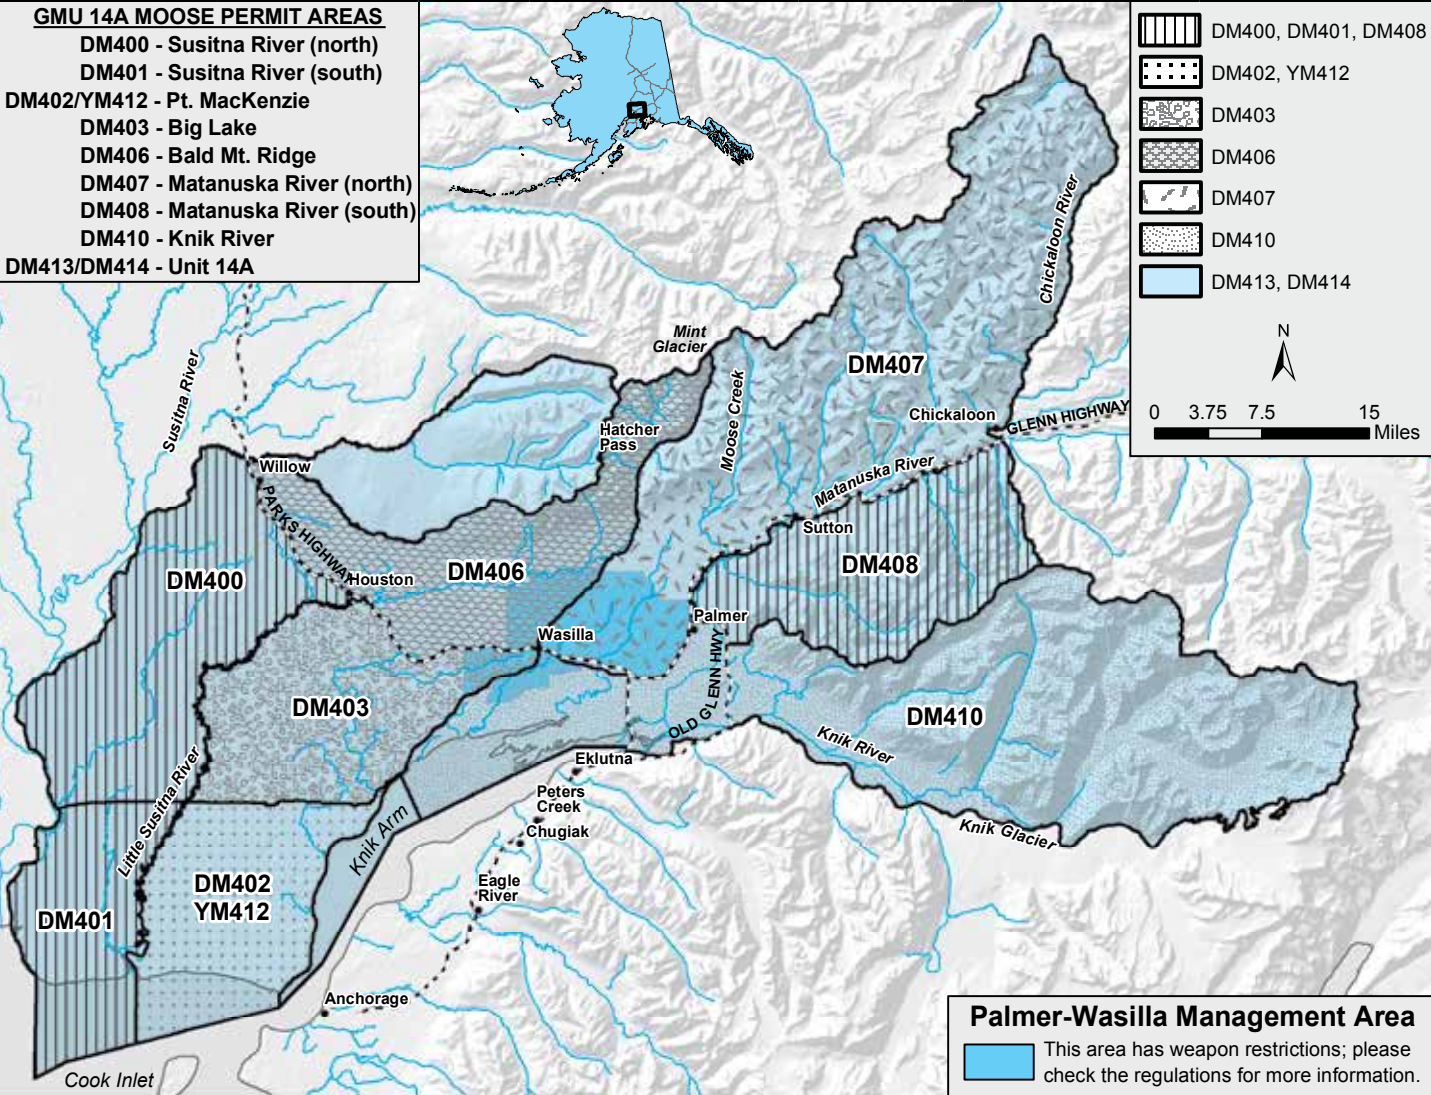 GMU 14A MOOSE PERMIT AREAS
DM400 - Susitna River (north)
DM401 - Susitna River (south)
DM402/YM412 - Pt. MacKenzie
DM403 - Big Lake
DM406 - Bald Mt. Ridge
DM407 - Matanuska River (north)
DM408 - Matanuska River (south)
DM410 - Knik River
DM413/DM414 - Unit 14A
DM400, DM401, DM408
DM402, YM412
DM403
DM406
DM407
DM410
DM413, DM414
N
0 3.75 7.5 15
Miles
Chickaloon River
Mint
Glacier
Susitna River
DM407
Moose Creek
Chickaloon
GLENN HIGHWAY
Hatcher
Pass
Willow
Matanuska River
PARKS HIGHWAY
Sutton
DM400
Houston
DM406
DM408
Palmer
Wasilla
OLD GLENN HWY
DM403
DM410
Knik River
Little Susitna River
Eklutna
Peters
Creek
Knik Arm
Chugiak
Knik Glacier
DM402
YM412
Eagle
River
DM401
Anchorage
Cook Inlet
Palmer-Wasilla Management Area
This area has weapon restrictions; please
check the regulations for more information.